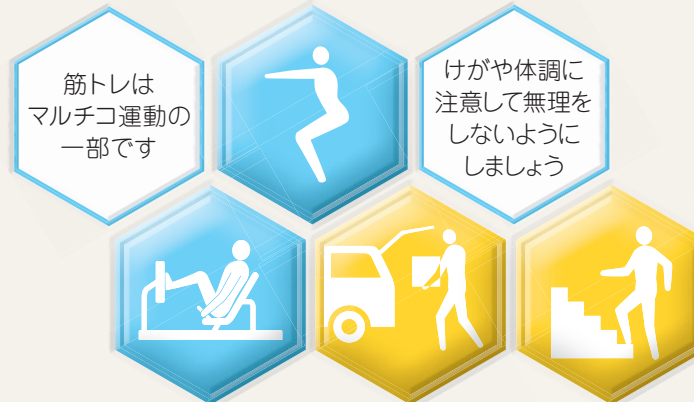 筋トレは
マルチコ運動の
一部です
けがや体調に
注意して無理を
しないように
しましょう